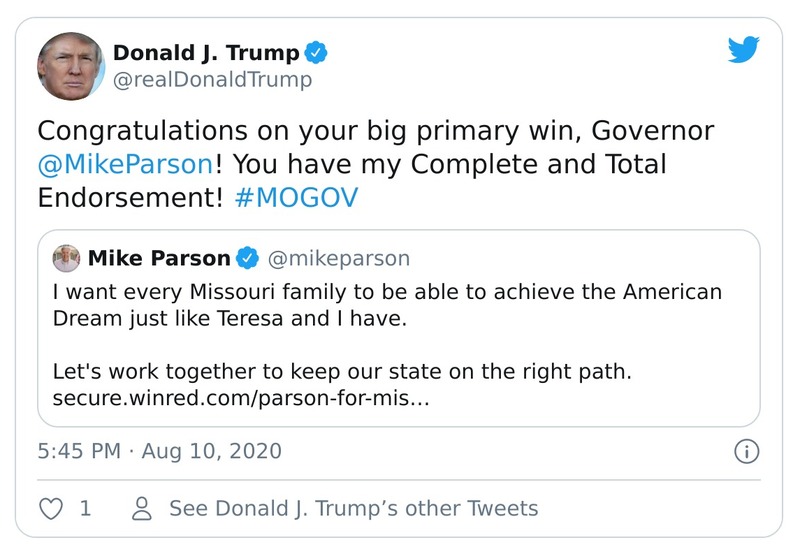 Donald J. Trump
@realDonaldTrump
Congratulations on your big primary win, Governor
@MikeParson! You have my Complete and Total
Endorsement! #MOGOV
Mike Parson @mikeparson
I want every Missouri family to be able to achieve the American
Dream just like Teresa and I have.
Let's work together to keep our state on the right path.
secure.winred.com/parson-for-mis…
5:45 PM · Aug 10, 2020
1 See Donald J. Trump’s other Tweets